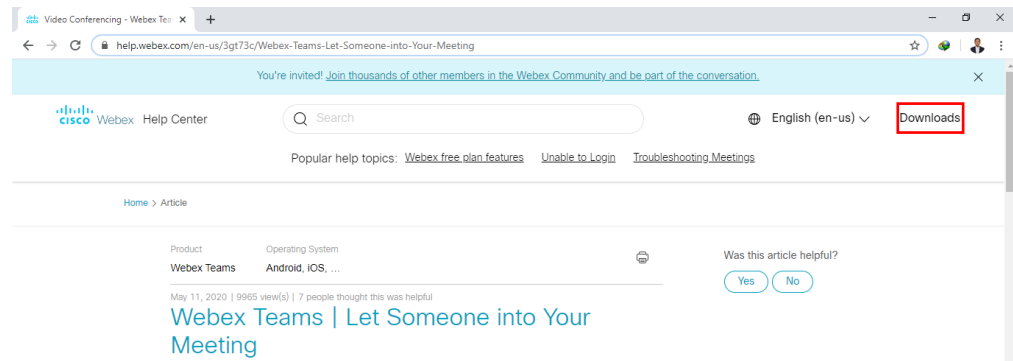 Video Conferencing - Webex Tea
help.webex.com/en-us/3gt73c/Webex-Teams-Let-Someone-into-Your-Meeting
You're invited! Join thousands of other members in the Webex Community and be part of the conversation.
cisco Webex Help Center
Search
English (en-us)
Downloads
Popular help topics: Webex free plan features Unable to Login Troubleshooting Meetings
Home > Article
Product Operating System
Webex Teams Android, iOS, ...
Was this article helpful?
Yes No
May 11, 2020 | 9965 view(s) | 7 people thought this was helpful
Webex Teams | Let Someone into Your
Meeting